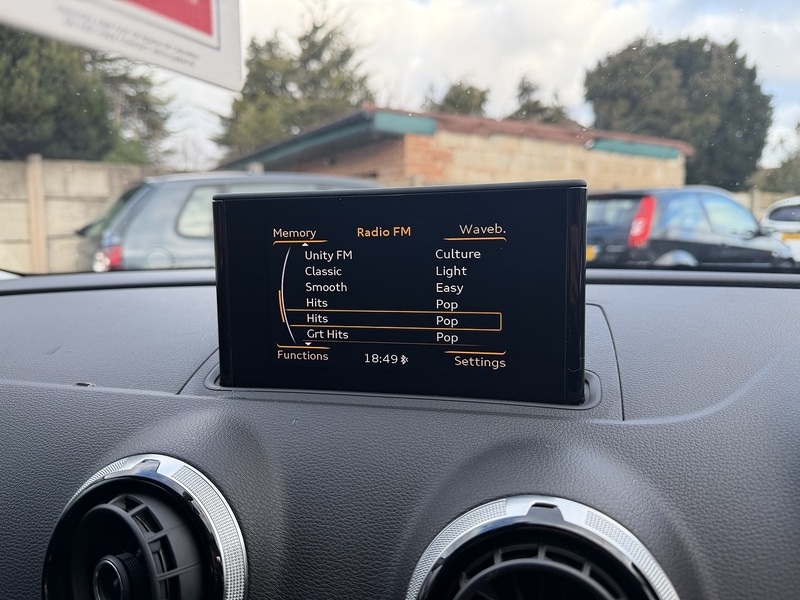 Memory Radio FM Waveb.
Unity FM Culture
Classic Light
Smooth Easy
Hits Pop
Hits Pop
Grt Hits Pop
Functions 18:49 Settings